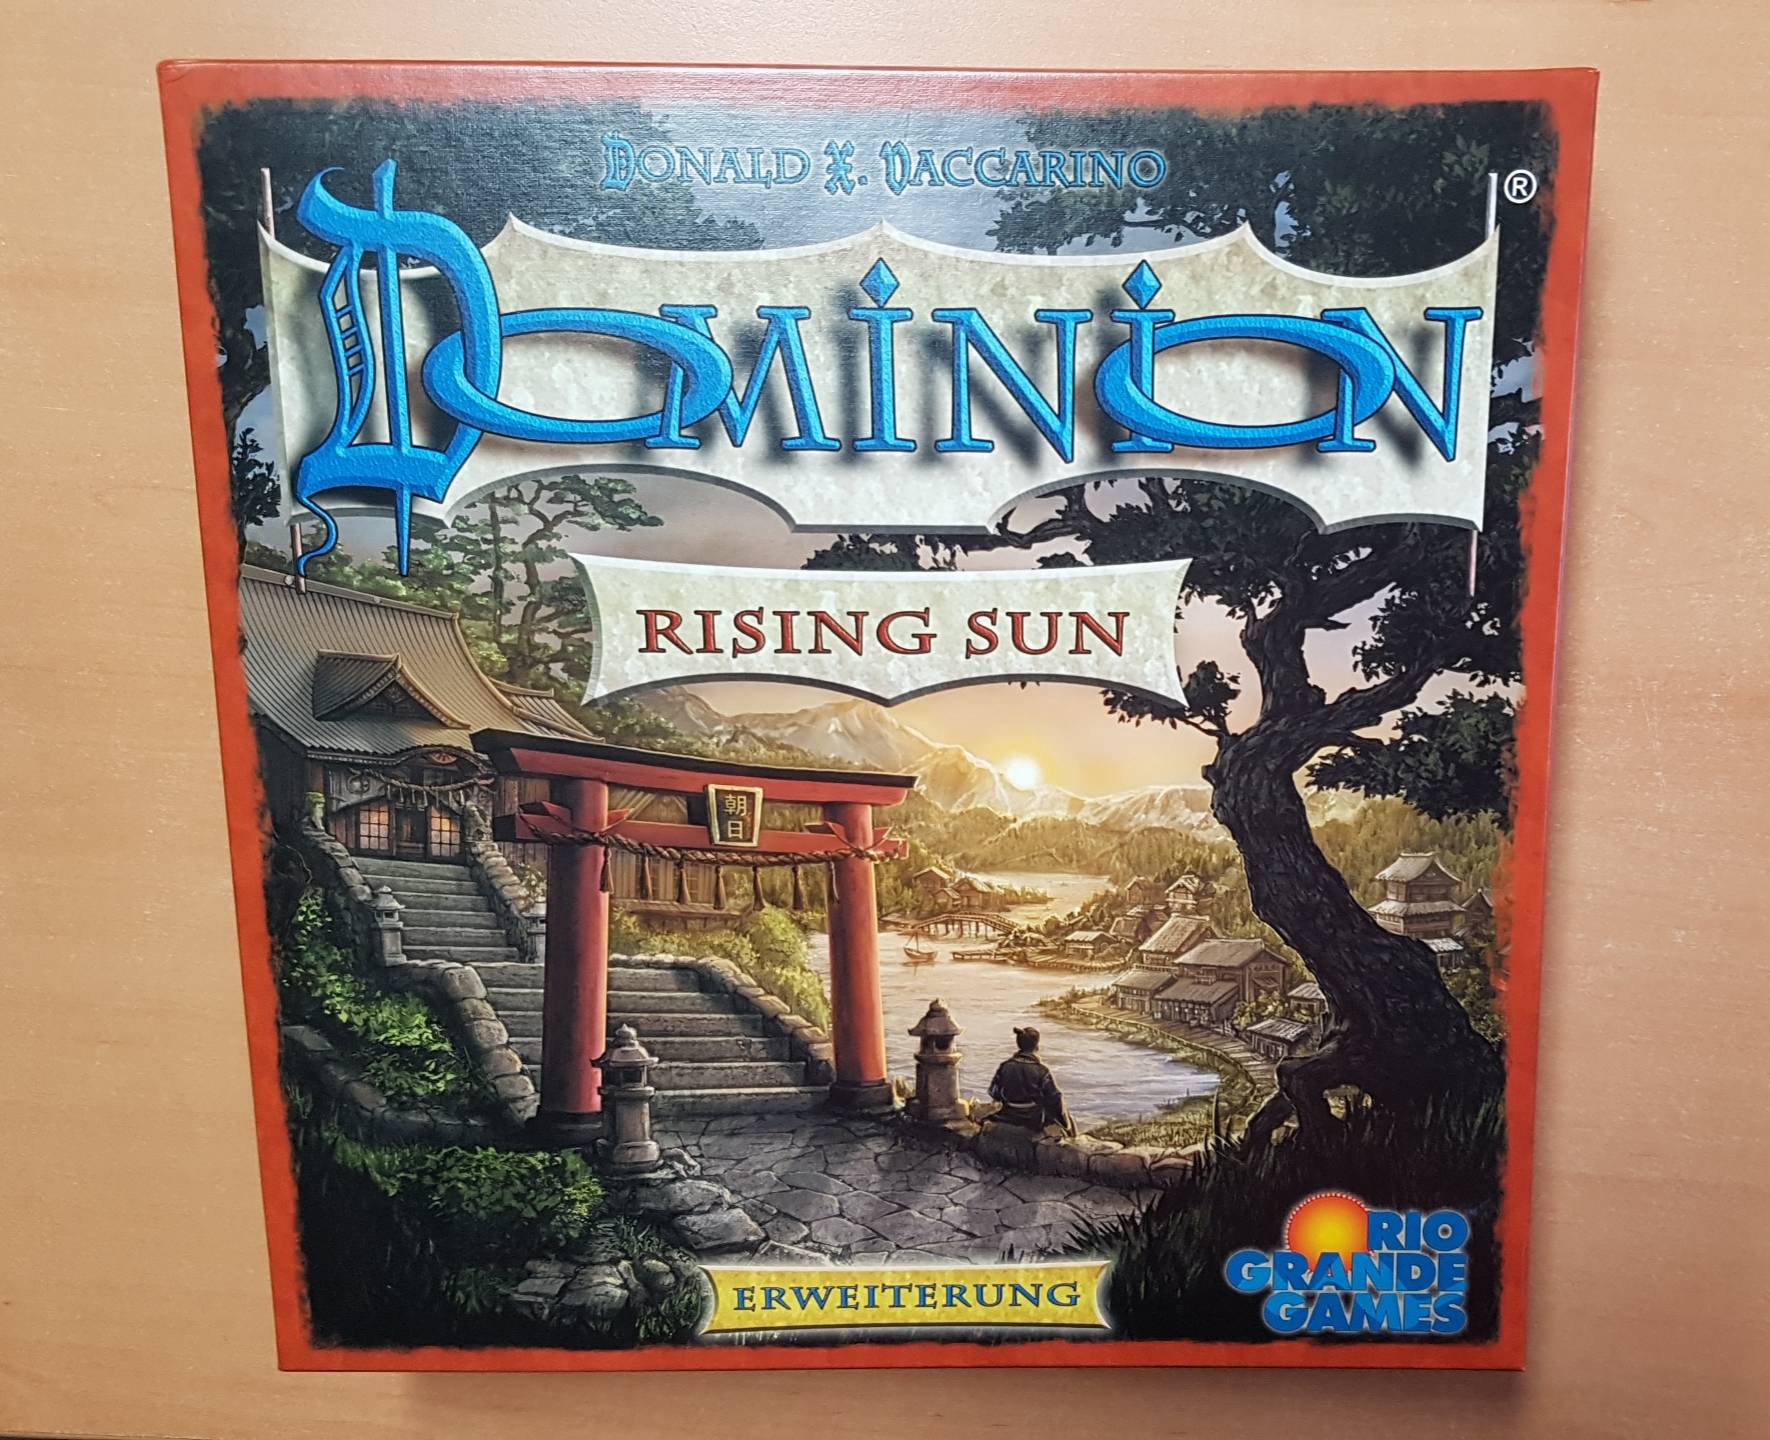 DONALD X. VACCARINO
DOMINION®
RISING SUN
朝日
ERWEITERUNG
RIO
GRANDE
GAMES